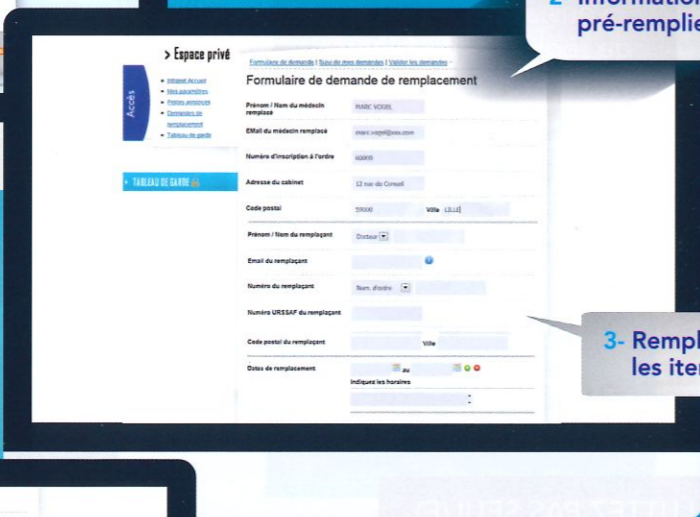 2- Information
pré-remplie
> Espace privé
Formulaire de demande | Suivi de mes demandes | Valider les demandes
Formulaire de demande de remplacement
Accès
Intranet Accueil
Mes paramètres
Petites annonces
Demandes de
remplacement
Tableau de garde
TABLEAU DE GARDE
Prénom / Nom du médecin
remplacé
MARC VOGEL
EMail du médecin remplacé
marc.vogel@xxx.com
Numéro d'inscription à l'ordre
Adresse du cabinet
12 rue du Conseil
Code postal
59000
Ville
LILLE
Prénom / Nom du remplaçant
Docteur
Email du remplaçant
Numéro du remplaçant
Num. d'ordre
Numéro URSSAF du remplaçant
Code postal du remplaçant
Ville
Dates de remplacement
au
Indiquez les horaires
3- Rempl
les iter